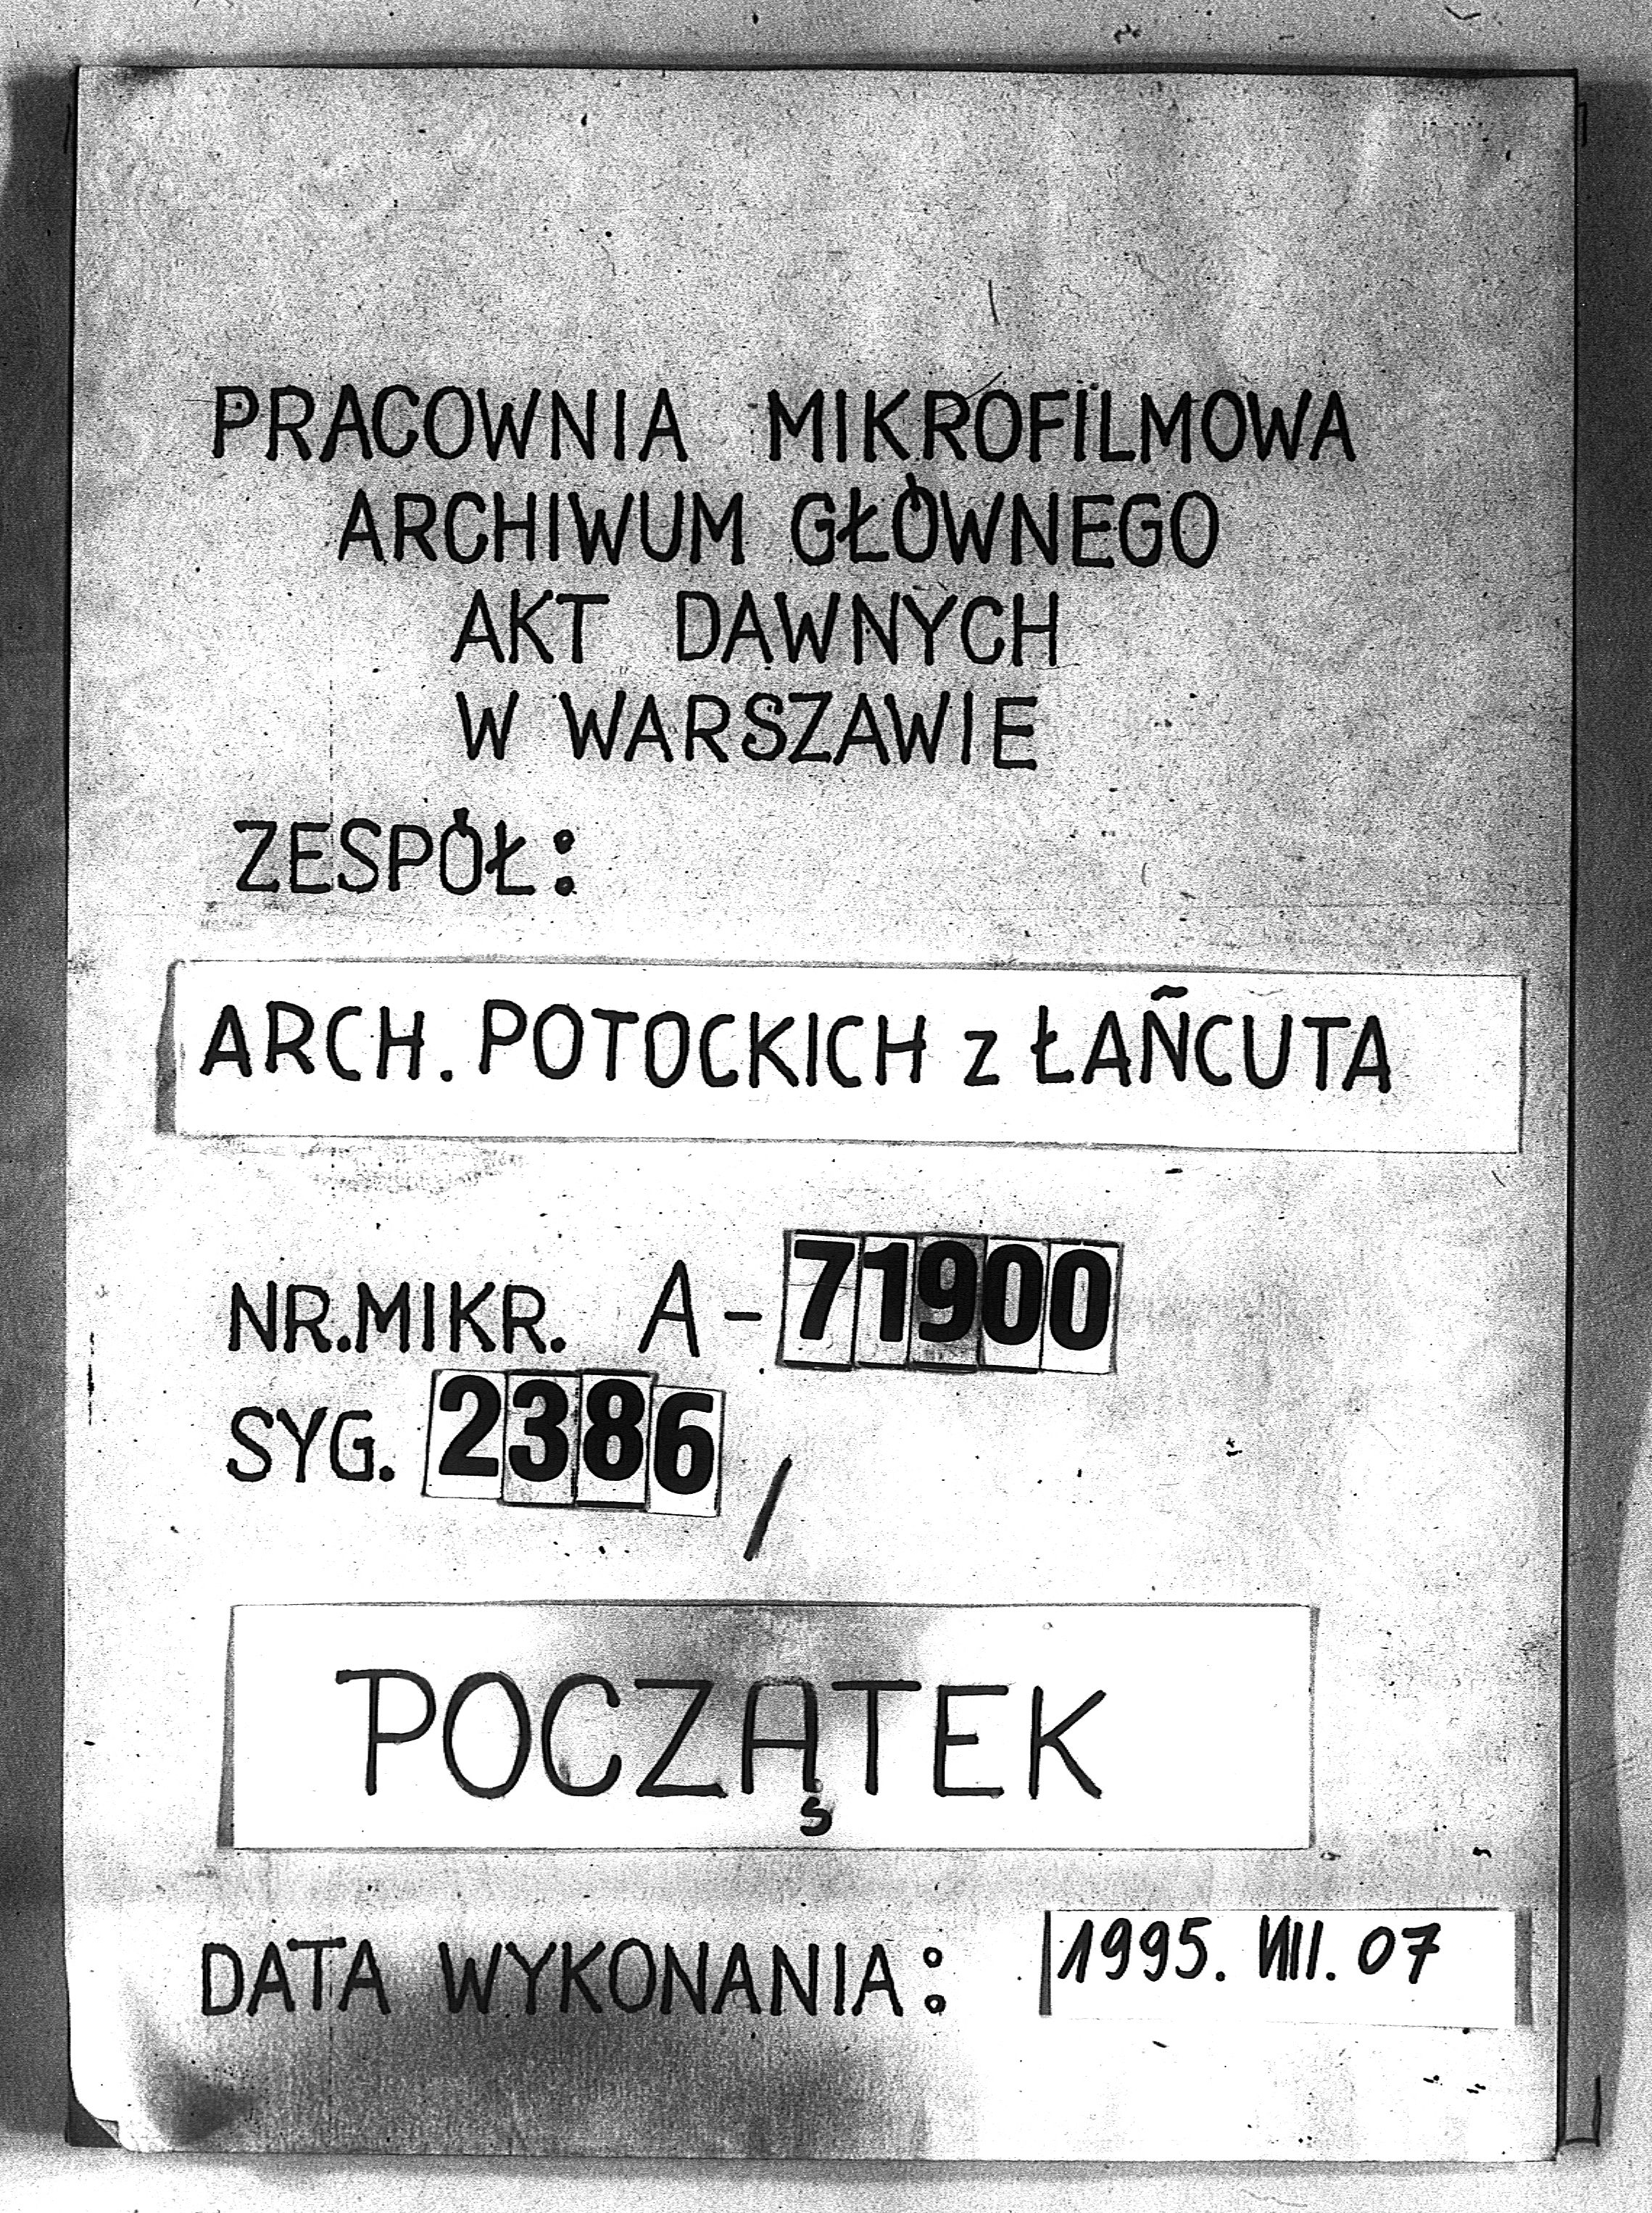 PRACOWNIA MIKROFILMOWA
ARCHIWUM GŁÓWNEGO
AKT DAWNYCH
W WARSZAWIE
ZESPÓŁ:
ARCH. POTOCKICH z ŁAŃCUTA
NR. MIKR. A-71900
SYG. 2386/
POCZĄTEK
DATA WYKONANIA: 1995. VIII. 07